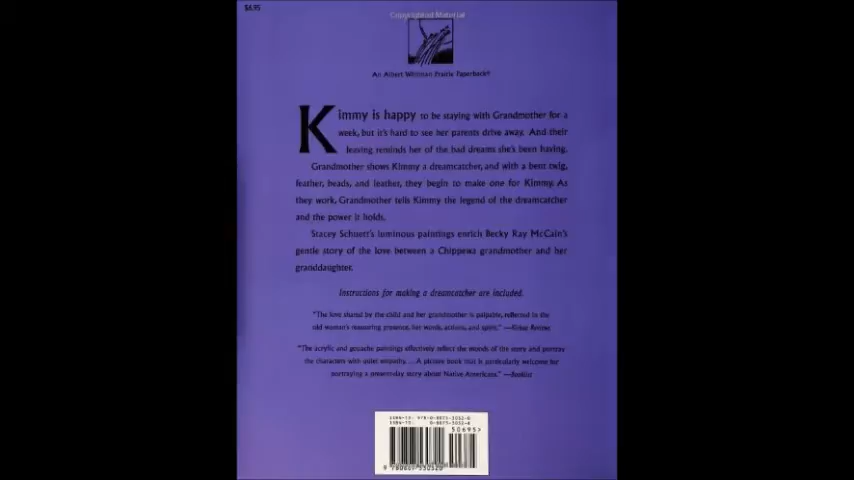 $6.95
Copyrighted Material
An Albert Whitman Prairie Paperback®
Kimmy is happy to be staying with Grandmother for a
week, but it's hard to see her parents drive away. And their
leaving reminds her of the bad dreams she's been having.
Grandmother shows Kimmy a dreamcatcher, and with a bent twig,
feather, beads, and leather, they begin to make one for Kimmy. As
they work, Grandmother tells Kimmy the legend of the dreamcatcher
and the power it holds.
Stacey Schuett's luminous paintings enrich Becky Ray McCain's
gentle story of the love between a Chippewa grandmother and her
granddaughter.
Instructions for making a dreamcatcher are included.
"The love shared by the child and her grandmother is palpable, reflected in the
old woman's reassuring presence, her words, actions, and spirit." —Kirkus Reviews
"The acrylic and gouache paintings effectively reflect the moods of the story and portray
the characters with quiet empathy. ... A picture book that is particularly welcome for
portraying a present-day story about Native Americans." —Booklist
50695>